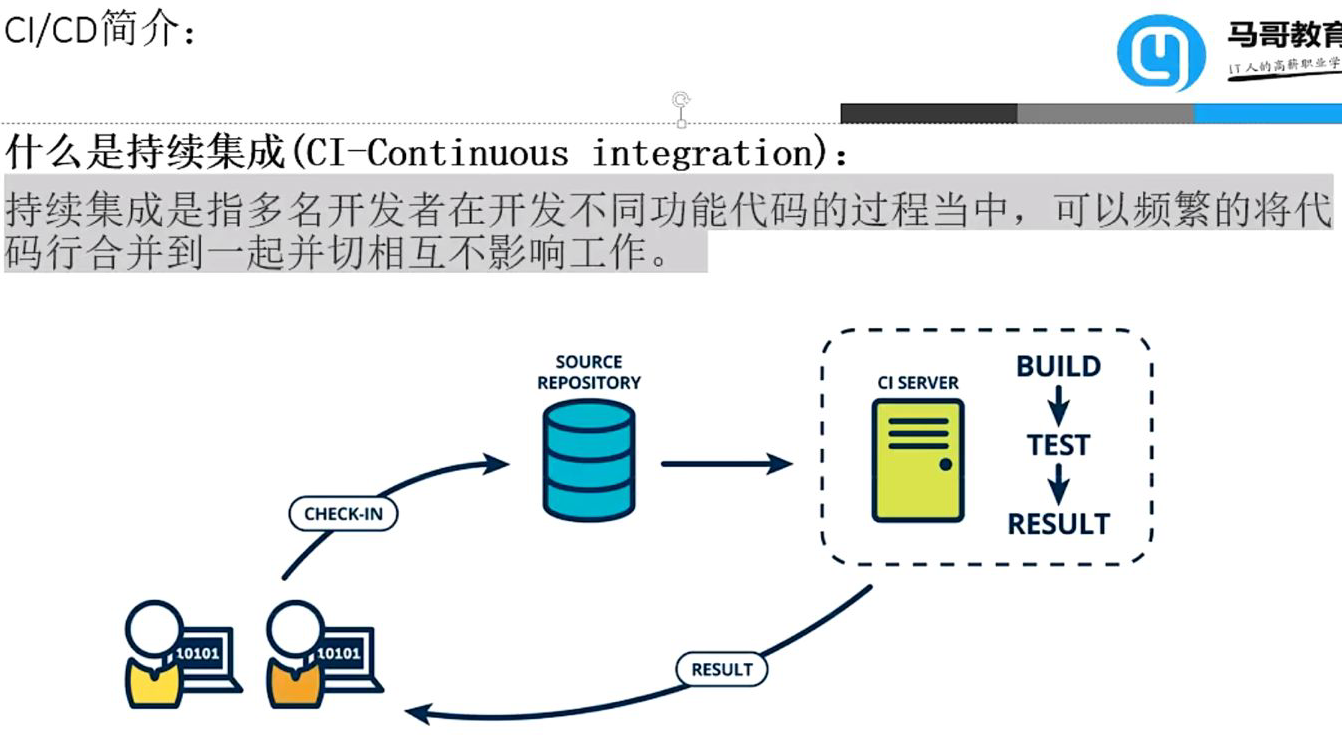 CI/CD简介：
马哥教育
IT人的高薪职业学
什么是持续集成(CI-Continuous integration)：
持续集成是指多名开发者在开发不同功能代码的过程当中，可以频繁的将代
码行合并到一起并切相互不影响工作。
SOURCE
REPOSITORY
CI SERVER
BUILD
TEST
RESULT
CHECK-IN
10101
10101
RESULT